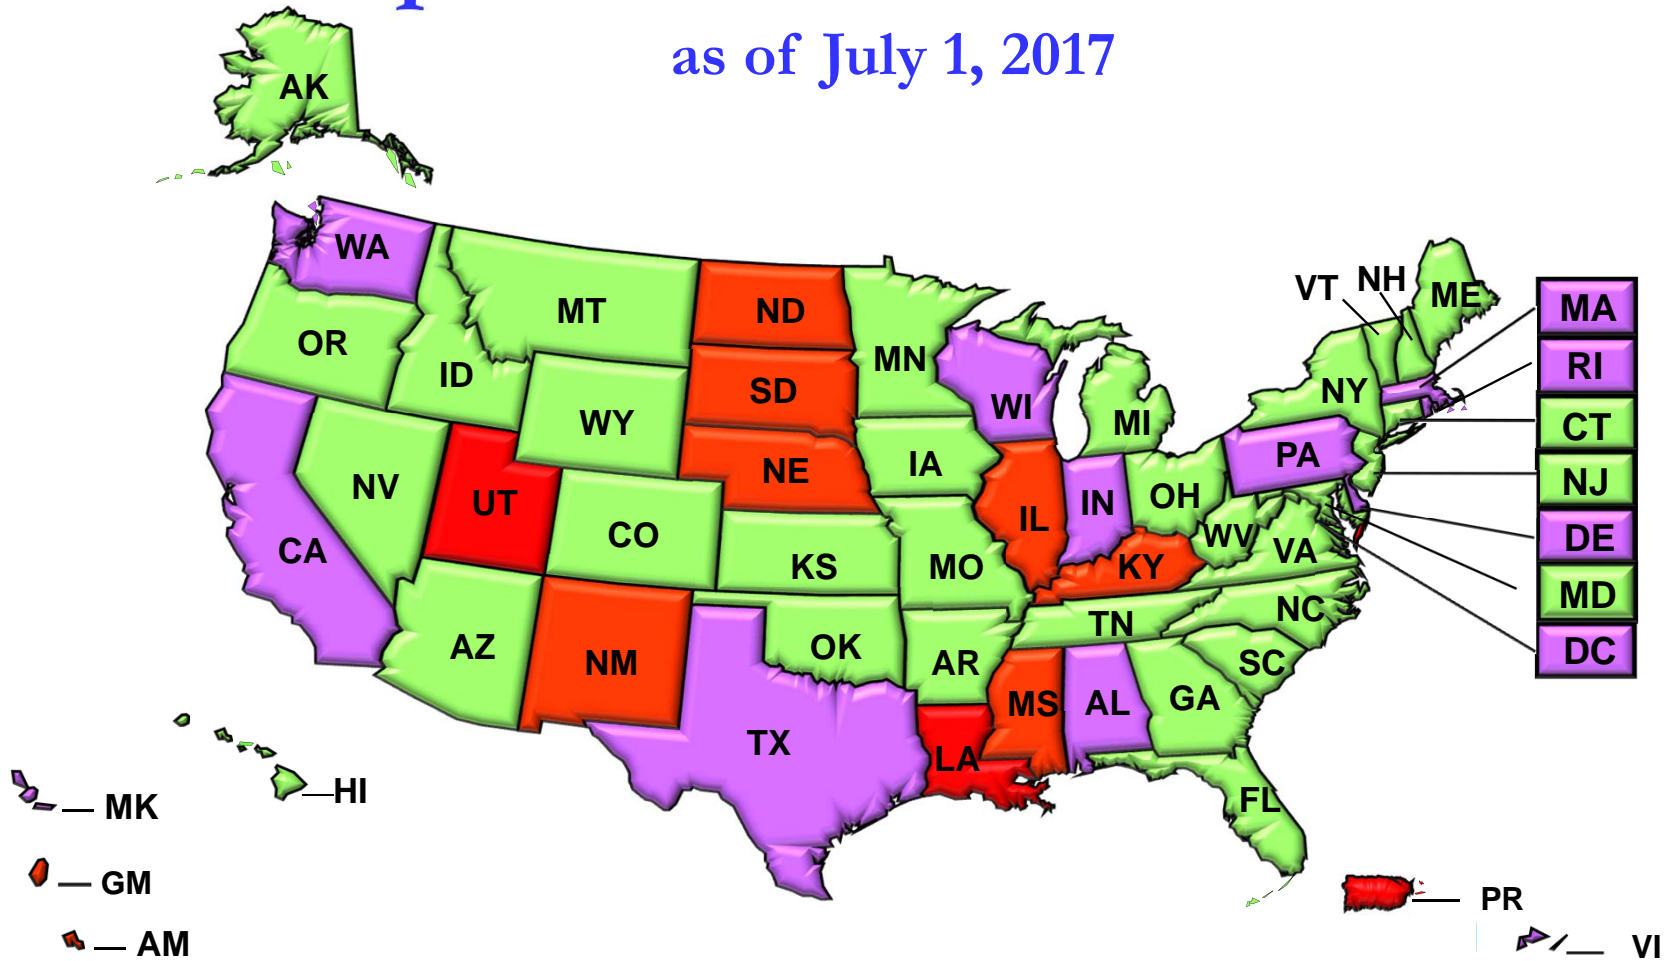 as of July 1, 2017
AK
WA
MT
ND
MN
VT
NH
ME
MA
OR
ID
SD
WI
MI
NY
RI
WY
NE
IA
PA
CT
NV
UT
CO
IL
IN
OH
NJ
CA
KS
MO
KY
WV
VA
DE
AZ
NM
OK
AR
TN
NC
MD
TX
LA
MS
AL
GA
SC
DC
HI
FL
MK
GM
PR
AM
VI